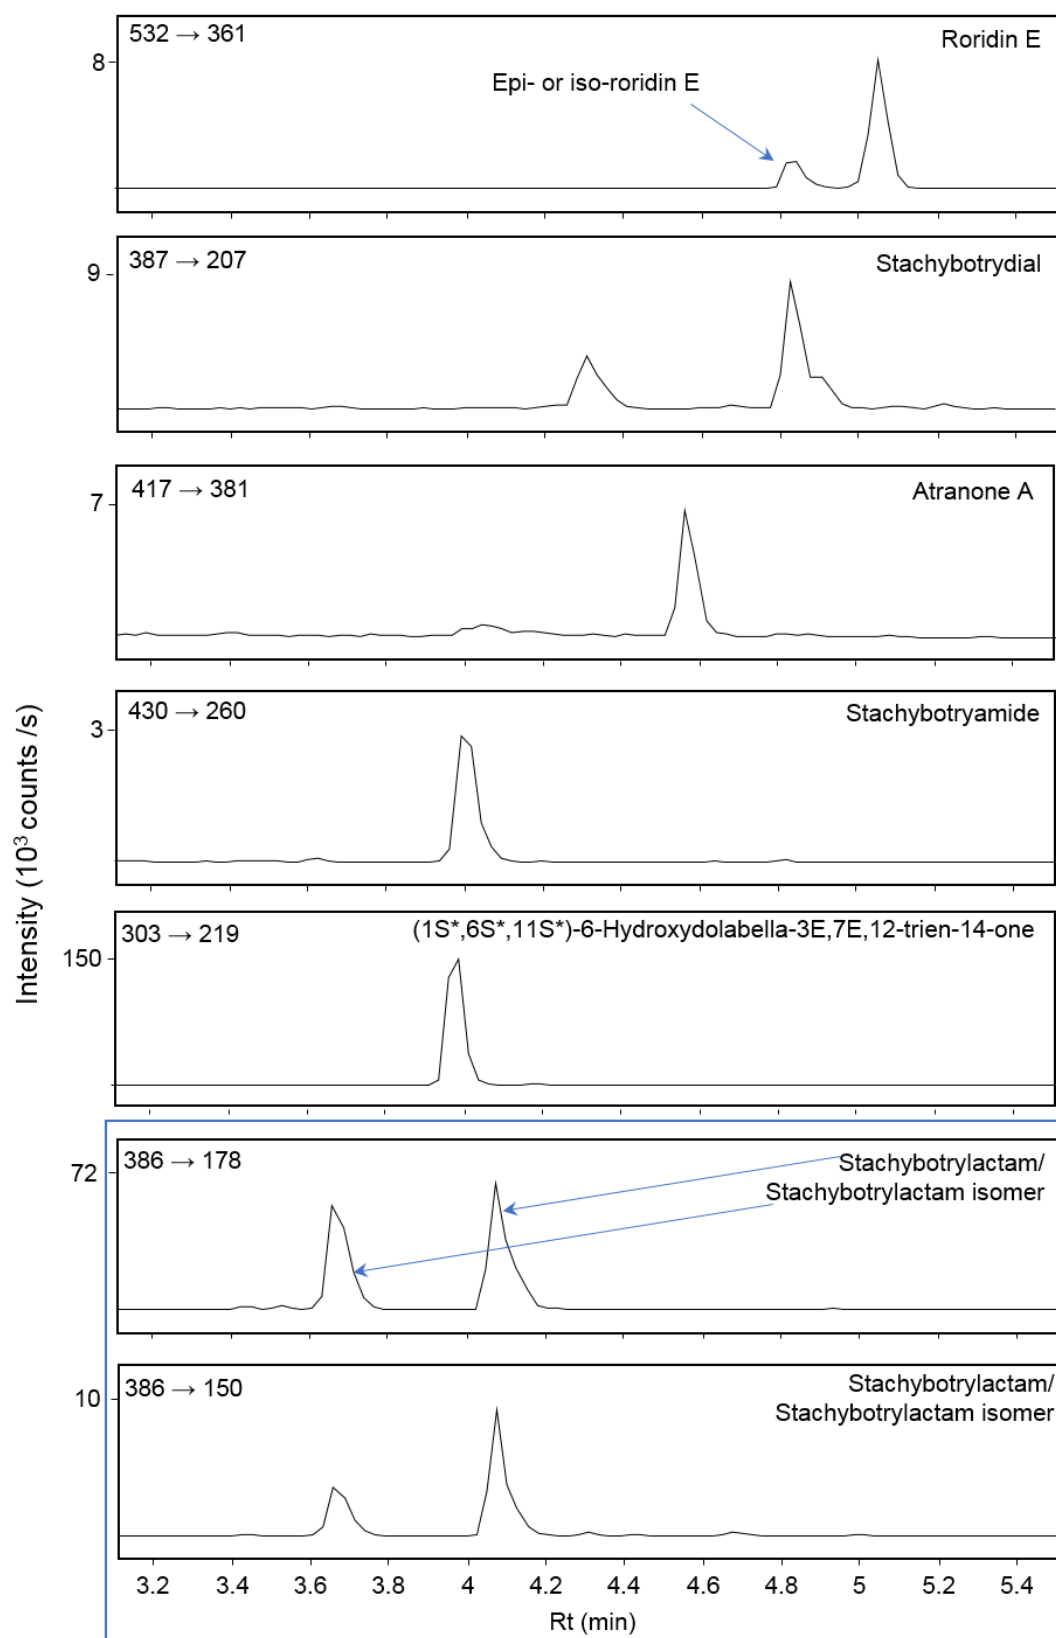 532 → 361
Roridin E
8
Epi- or iso-roridin E
387 → 207
Stachybotrydial
9
417 → 381
Atranone A
7
430 → 260
Stachybotryamide
3
Intensity (10³ counts /s)
303 → 219
(1S*,6S*,11S*)-6-Hydroxydolabella-3E,7E,12-trien-14-one
150
386 → 178
Stachybotrylactam/
Stachybotrylactam isomer
72
386 → 150
Stachybotrylactam/
Stachybotrylactam isomer
10
3.2 3.4 3.6 3.8 4 4.2 4.4 4.6 4.8 5 5.2 5.4
Rt (min)